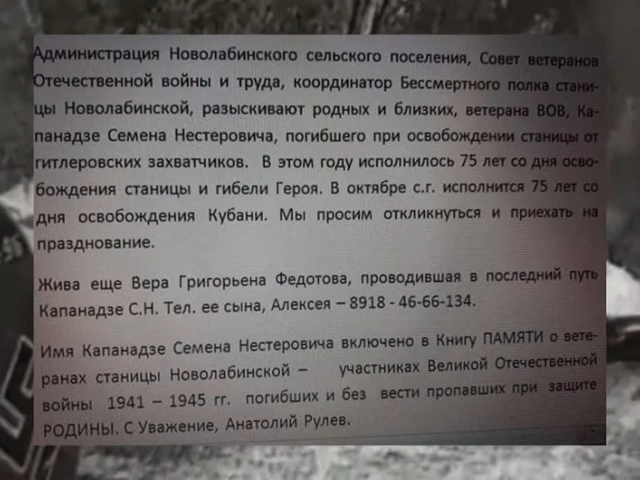 Администрация Новолабинского сельского поселения, Совет ветеранов
Отечественной войны и труда, координатор Бессмертного полка стани-
цы Новолабинской, разыскивают родных и близких, ветерана ВОВ, Ка-
панадзе Семена Нестеровича, погибшего при освобождении станицы от
гитлеровских захватчиков. В этом году исполнилось 75 лет со дня осво-
бождения станицы и гибели Героя. В октябре с.г. исполнится 75 лет со
дня освобождения Кубани. Мы просим откликнуться и приехать на
празднование.
Жива еще Вера Григорьена Федотова, проводившая в последний путь
Капанадзе С.Н. Тел. ее сына, Алексея – 8918 - 46-66-134.
Имя Капанадзе Семена Нестеровича включено в Книгу ПАМЯТИ о вете-
ранах станицы Новолабинской – участниках Великой Отечественной
войны 1941 – 1945 гг. погибших и без вести пропавших при защите
РОДИНЫ. С Уважение, Анатолий Рулев.